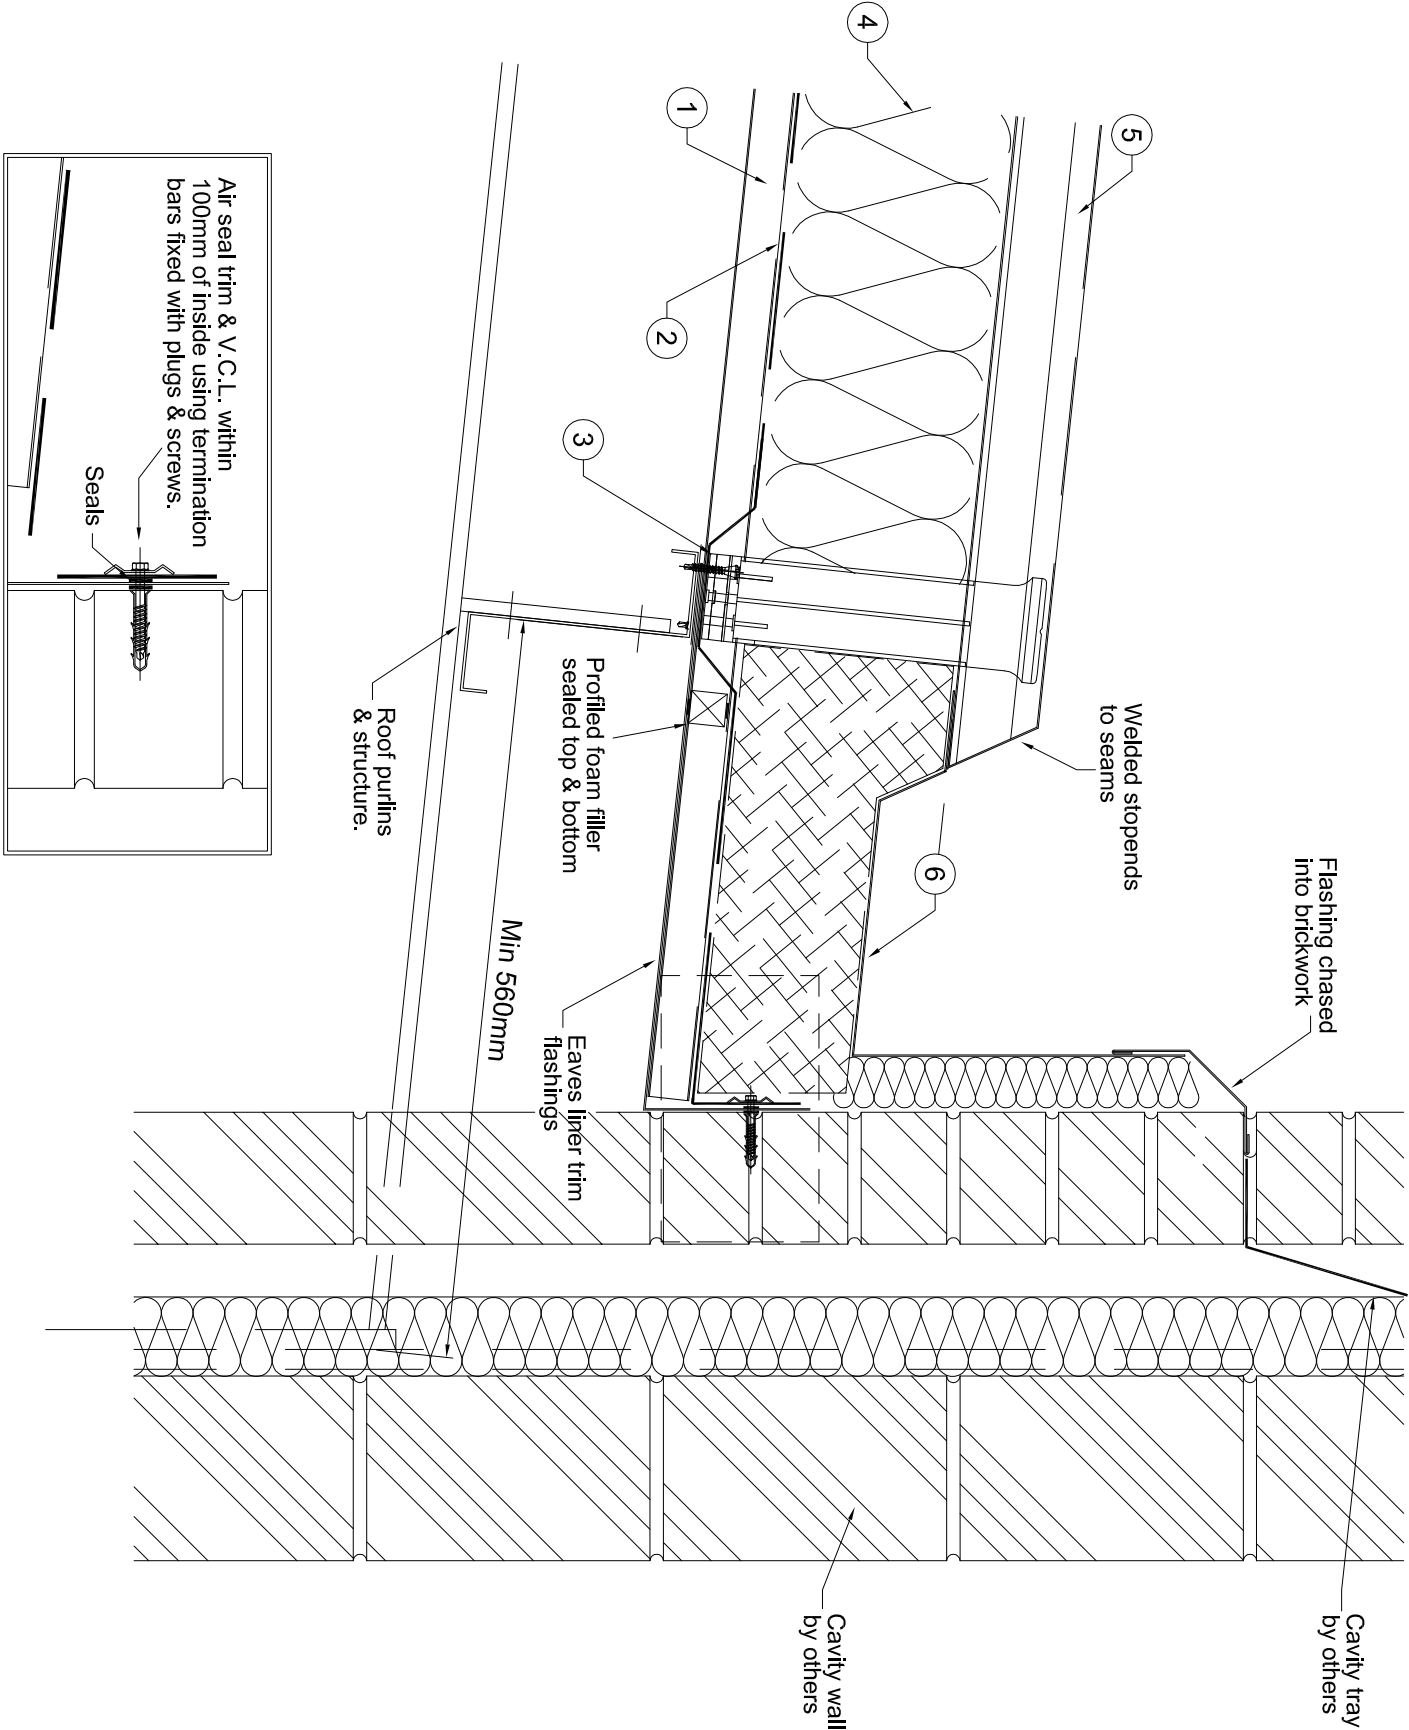 4
5
1
2
3
6
Welded stopends
to seams
Flashing chased
into brickwork
Cavity tray
by others
Cavity wall
by others
Profiled foam filler
sealed top & bottom
Min 560mm
Eaves liner trim
flashings
Roof purlins
& structure.
Air seal trim & V.C.L. within
100mm of inside using termination
bars fixed with plugs & screws.
Seals